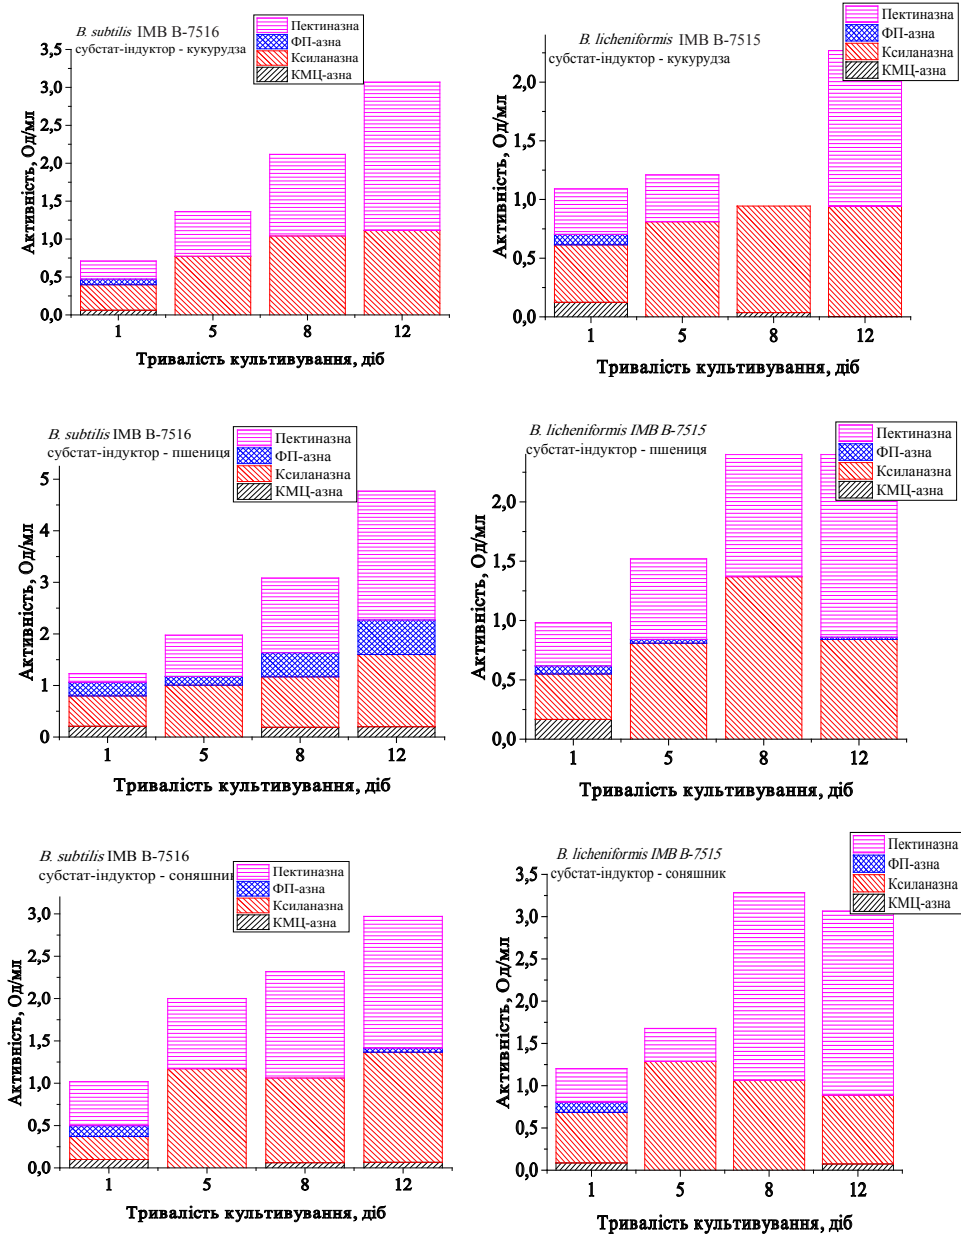 B. subtilis ІМВ В-7516
субстат-індуктор - кукурудза
Пектиназна
ФП-азна
Ксиланазна
КМЦ-азна
Активність, Од/мл
3,5
3,0
2,5
2,0
1,5
1,0
0,5
0,0
1 5 8 12
Тривалість культивування, діб
B. licheniformis ІМВ В-7515
субстат-індуктор - кукурудза
Пектиназна
ФП-азна
Ксиланазна
КМЦ-азна
Активність, Од/мл
2,0
1,5
1,0
0,5
0,0
1 5 8 12
Тривалість культивування, діб
B. subtilis ІМВ В-7516
субстат-індуктор - пшениця
Пектиназна
ФП-азна
Ксиланазна
КМЦ-азна
Активність, Од/мл
5
4
3
2
1
0
1 5 8 12
Тривалість культивування, діб
B. licheniformis ІМВ В-7515
субстат-індуктор - пшениця
Пектиназна
ФП-азна
Ксиланазна
КМЦ-азна
Активність, Од/мл
2,0
1,5
1,0
0,5
0,0
1 5 8 12
Тривалість культивування, діб
B. subtilis ІМВ В-7516
субстат-індуктор - соняшник
Пектиназна
ФП-азна
Ксиланазна
КМЦ-азна
Активність, Од/мл
3,0
2,5
2,0
1,5
1,0
0,5
0,0
1 5 8 12
Тривалість культивування, діб
B. licheniformis ІМВ В-7515
субстат-індуктор - соняшник
Пектиназна
ФП-азна
Ксиланазна
КМЦ-азна
Активність, Од/мл
3,5
3,0
2,5
2,0
1,5
1,0
0,5
0,0
1 5 8 12
Тривалість культивування, діб